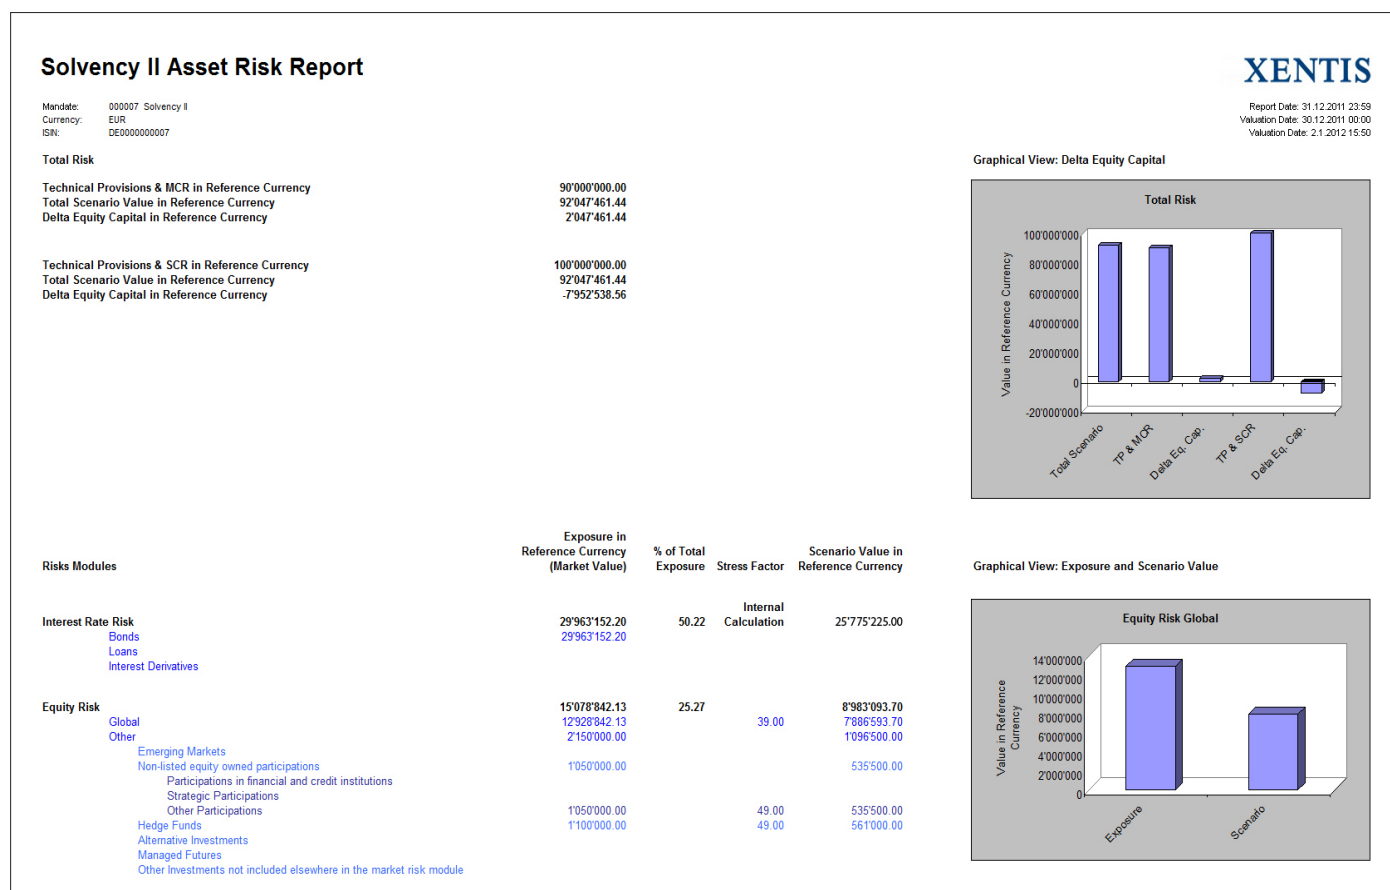 Solvency II Asset Risk Report
XENTIS
Mandate: 000007 Solvency II
Currency: EUR
ISIN: DE0000000007
Report Date: 31.12.2011 23:59
Valuation Date: 30.12.2011 00:00
Valuation Date: 2.1.2012 15:50
Total Risk
Technical Provisions & MCR in Reference Currency 90'000'000.00
Total Scenario Value in Reference Currency 92'047'461.44
Delta Equity Capital in Reference Currency 2'047'461.44
Technical Provisions & SCR in Reference Currency 100'000'000.00
Total Scenario Value in Reference Currency 92'047'461.44
Delta Equity Capital in Reference Currency -7'952'538.56
Graphical View: Delta Equity Capital
Total Risk
Value in Reference Currency
100'000'000
80'000'000
60'000'000
40'000'000
20'000'000
0
-20'000'000
Total Scenario
TP & MCR
Delta Eq. Cap.
TP & SCR
Delta Eq. Cap.
Exposure in
Reference Currency % of Total Scenario Value in
Risks Modules (Market Value) Exposure Stress Factor Reference Currency
Internal
Interest Rate Risk 29'963'152.20 50.22 Calculation 25'775'225.00
Bonds 29'963'152.20
Loans
Interest Derivatives
Equity Risk 15'078'842.13 25.27 8'983'093.70
Global 12'928'842.13 39.00 7'886'593.70
Other 2'150'000.00 1'096'500.00
Emerging Markets
Non-listed equity owned participations 1'050'000.00 535'500.00
Participations in financial and credit institutions
Strategic Participations
Other Participations 1'050'000.00 49.00 535'500.00
Hedge Funds 1'100'000.00 49.00 561'000.00
Alternative Investments
Managed Futures
Other Investments not included elsewhere in the market risk module
Graphical View: Exposure and Scenario Value
Equity Risk Global
Value in Reference
Currency
14'000'000
12'000'000
10'000'000
8'000'000
6'000'000
4'000'000
2'000'000
0
Exposure
Scenario